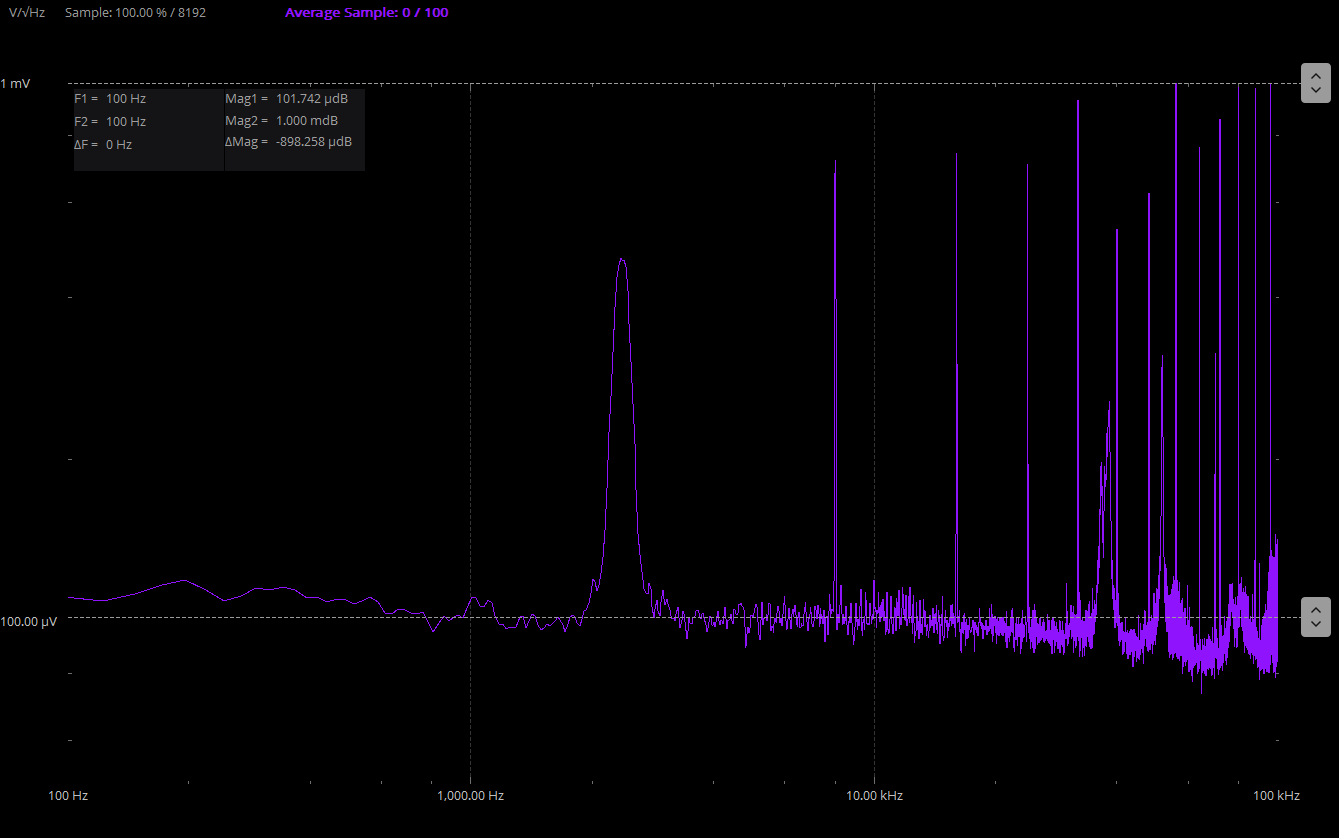 V/√Hz Sample: 100.00 % / 8192 Average Sample: 0 / 100
1 mV
F1 = 100 Hz Mag1 = 101.742 µdB
F2 = 100 Hz Mag2 = 1.000 mdB
ΔF = 0 Hz ΔMag = -898.258 µdB
100.00 µV
100 Hz 1,000.00 Hz 10.00 kHz 100 kHz